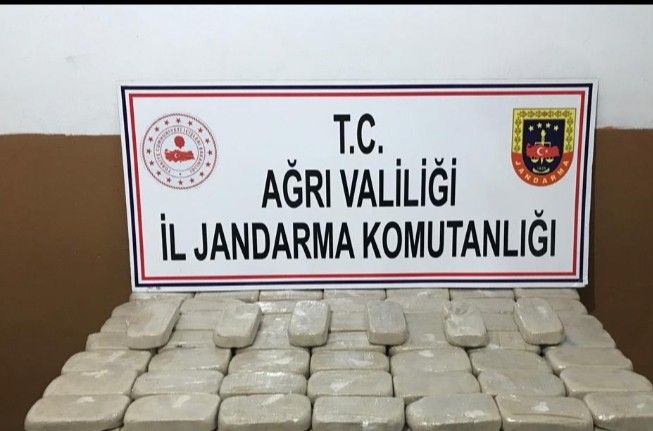 T.C.
AĞRI VALİLİĞİ
İL JANDARMA KOMUTANLIĞI
JANDARMA